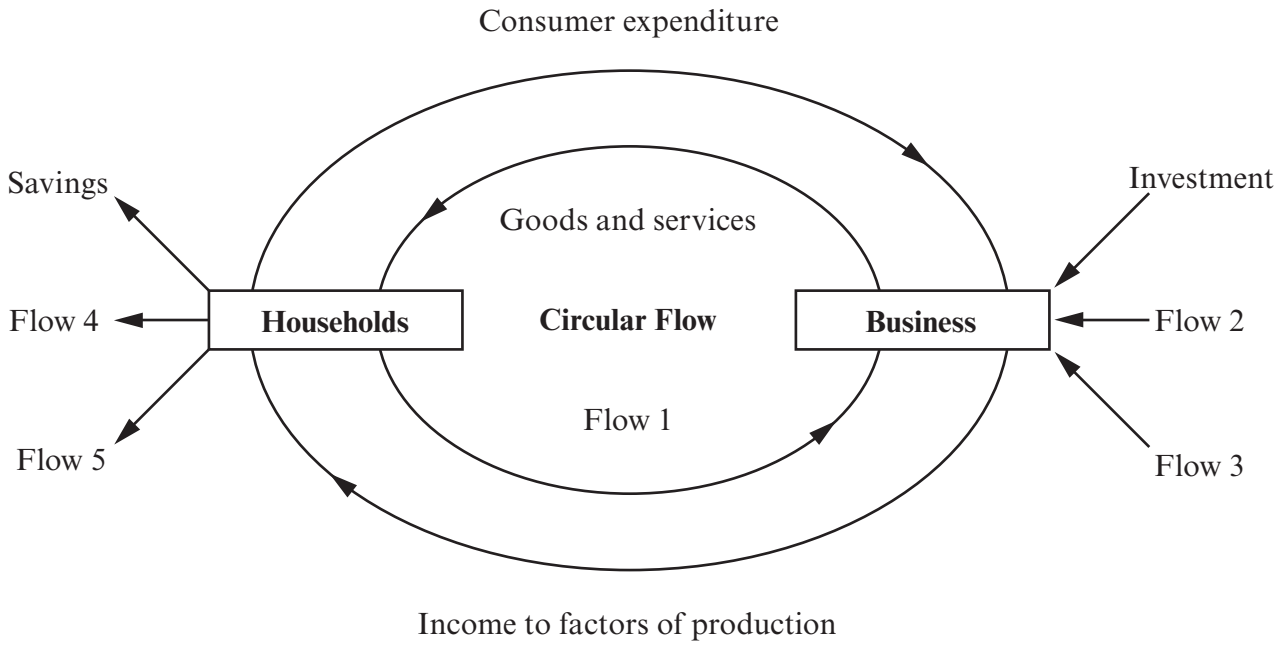 Consumer expenditure
Savings
Investment
Goods and services
Flow 4
Households
Circular Flow
Business
Flow 2
Flow 1
Flow 5
Flow 3
Income to factors of production